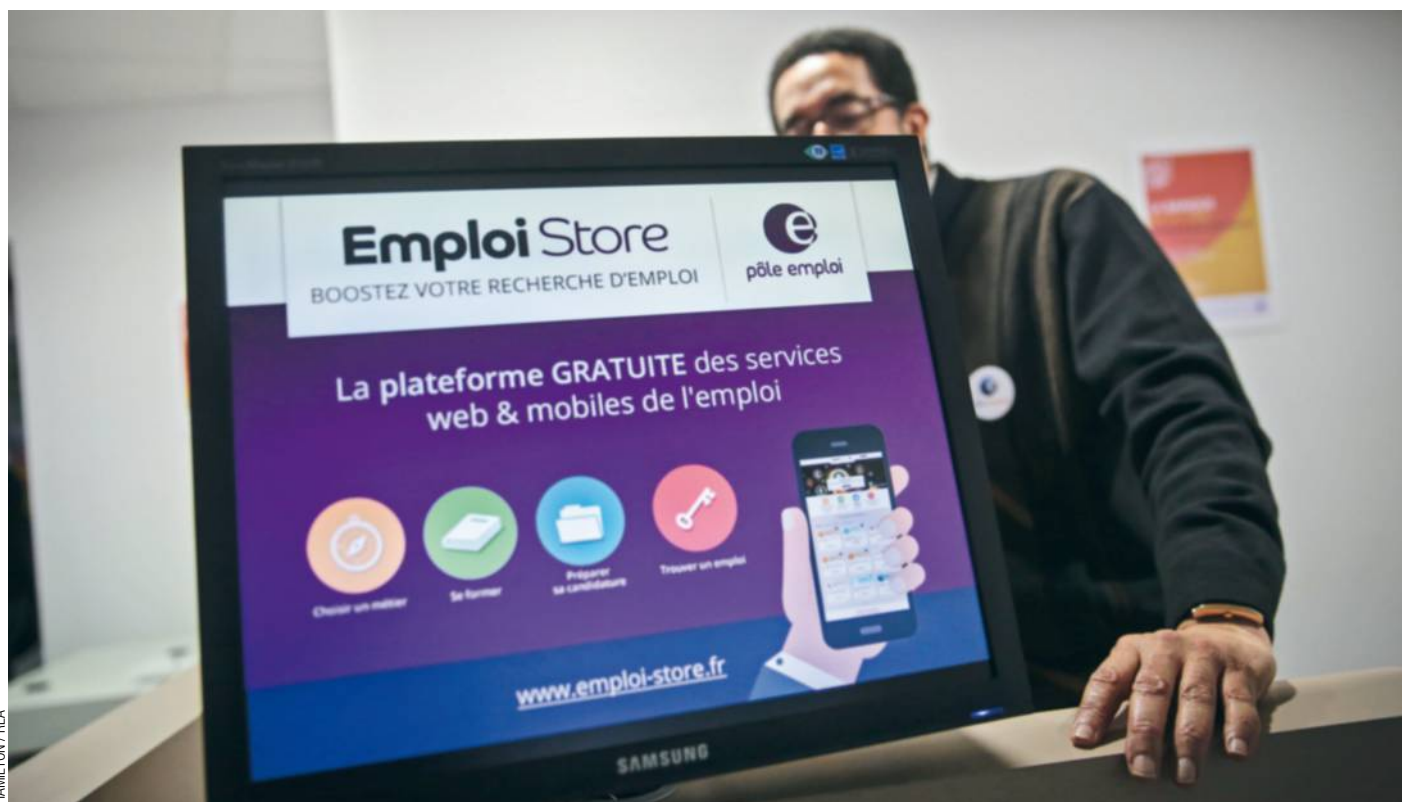 Emploi Store
BOOSTEZ VOTRE RECHERCHE D'EMPLOI
pôle emploi
La plateforme GRATUITE des services
web & mobiles de l'emploi
Choisir un métier
Se former
Préparer
sa candidature
Trouver un emploi
www.emploi-store.fr
SAMSUNG